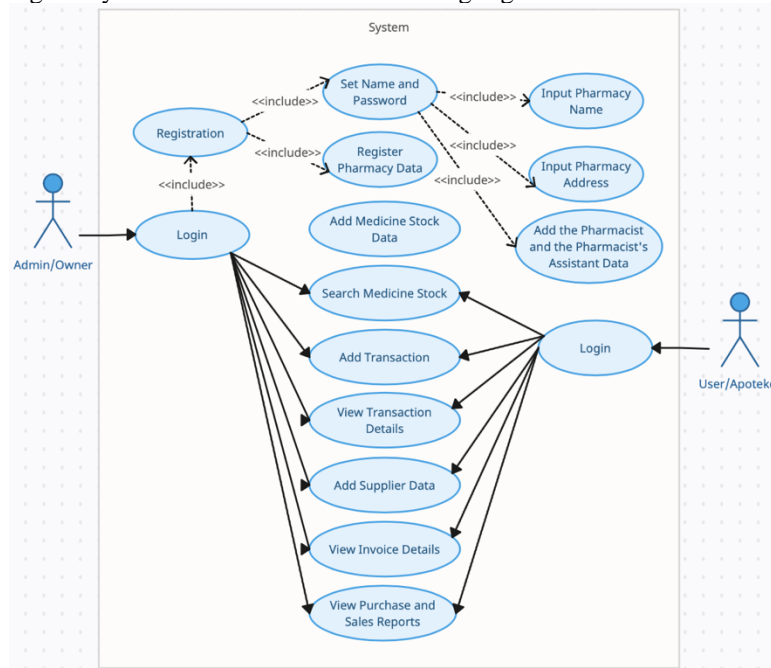 System
Set Name and
Password
<<include>>
<<include>>
Input Pharmacy
Name
Registration
<<include>>
Register
Pharmacy Data
<<include>>
<<include>>
Input Pharmacy
Address
<<include>>
Add Medicine Stock
Data
Add the Pharmacist
and the Pharmacist's
Assistant Data
Login
Admin/Owner
Search Medicine Stock
Add Transaction
Login
User/Apoteke
View Transaction
Details
Add Supplier Data
View Invoice Details
View Purchase and
Sales Reports